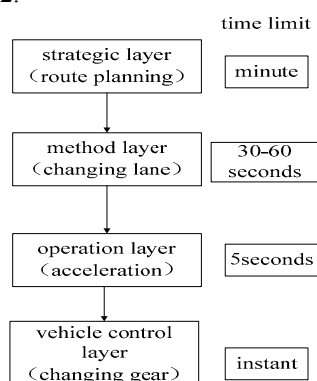 2.
time limit
strategic layer
（route planning）
minute
method layer
（changing lane）
30-60
seconds
operation layer
（acceleration）
5seconds
vehicle control
layer
（changing gear）
instant